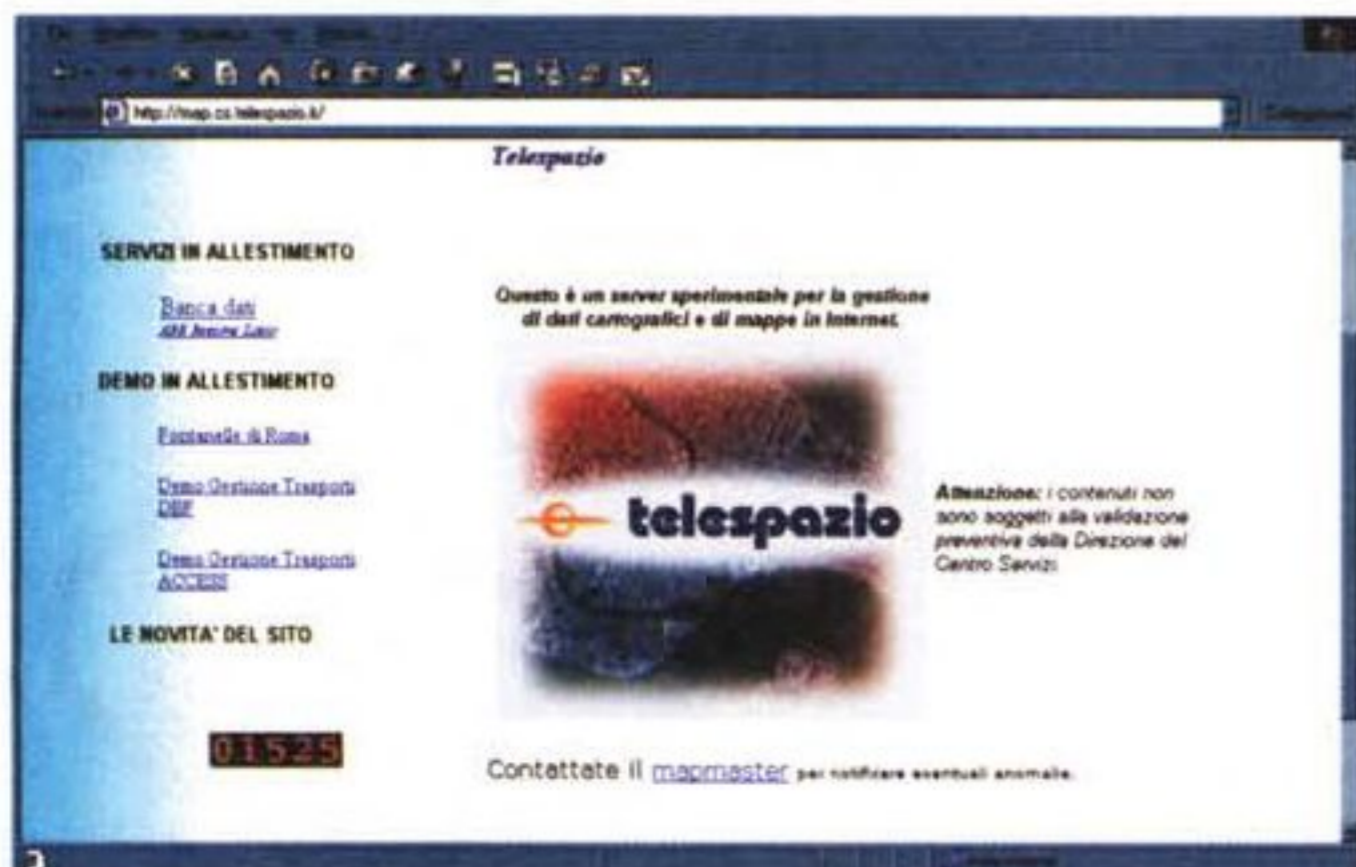 http://map.cs.telespazio.it/
Telespazio
SERVIZI IN ALLESTIMENTO
Banca dati
DEMO IN ALLESTIMENTO
Fontanelle di Roma
Demo Gestione Trasporti
DBF
Demo Gestione Trasporti
ACCESS
LE NOVITA' DEL SITO
01525
Questo è un server sperimentale per la gestione
di dati cartografici e di mappe in Internet.
telespazio
Attenzione: i contenuti non
sono soggetti alla validazione
preventiva della Direzione del
Centro Servizi.
Contattate il mapmaster per notificare eventuali anomalie.
3